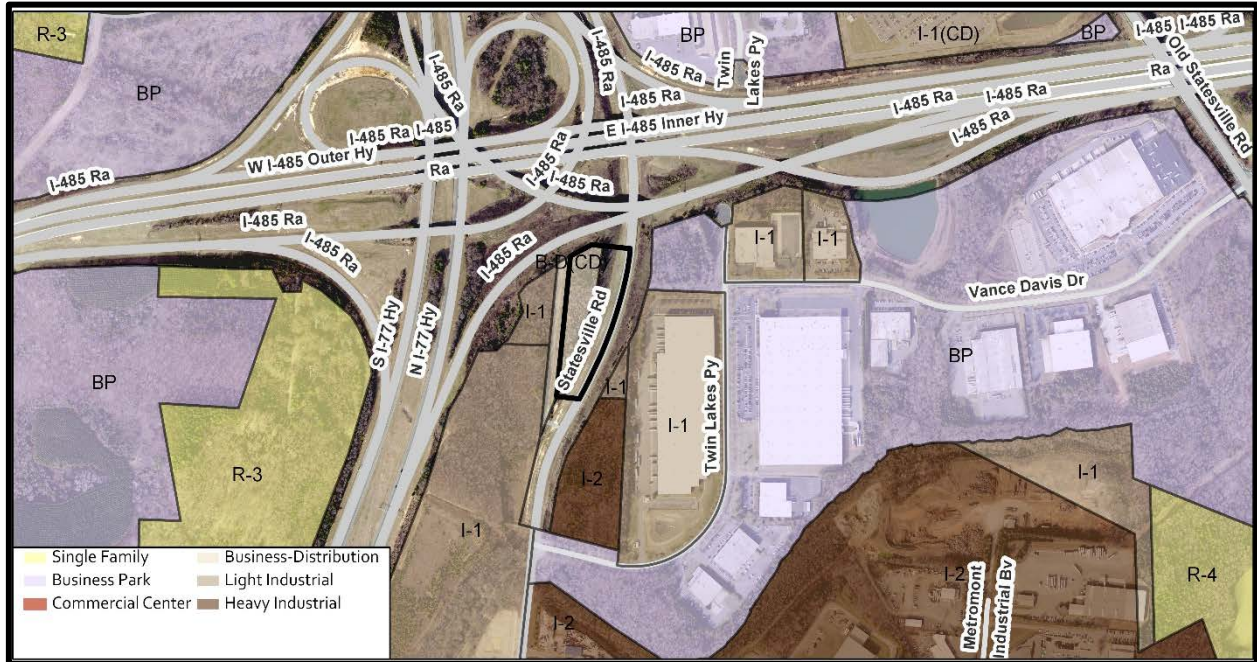 R-3
BP
I-485 Ra
BP
Twin
Lakes Py
I-1(CD)
BP
I-485
I-485 Ra
Old Statesville Rd
BP
I-485 Ra
I-485 Ra
I-485 Ra
I-485 Ra
I-485 Ra
Ra
I-485 Ra
I-485
E I-485 Inner Hy
I-485 Ra
W I-485 Outer Hy
I-485 Ra
Ra
I-485 Ra
I-485 Ra
I-485 Ra
I-485 Ra
I-485 Ra
I-485 Ra
B-D(CD)
I-1
I-1
I-1
Vance Davis Dr
S I-77 Hy
N I-77 Hy
Statesville Rd
BP
I-1
I-1
Twin Lakes Py
BP
R-3
I-2
I-1
I-1
I-2
R-4
Metromont
Industrial Bv
I-2
Single Family
Business-Distribution
Business Park
Light Industrial
Commercial Center
Heavy Industrial